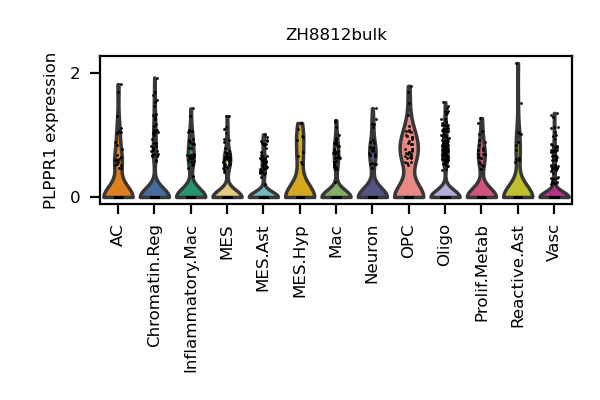 ZH8812bulk
PLPPR1 expression
2
0
AC
Chromatin.Reg
Inflammatory.Mac
MES
MES.Ast
MES.Hyp
Mac
Neuron
OPC
Oligo
Prolif.Metab
Reactive.Ast
Vasc